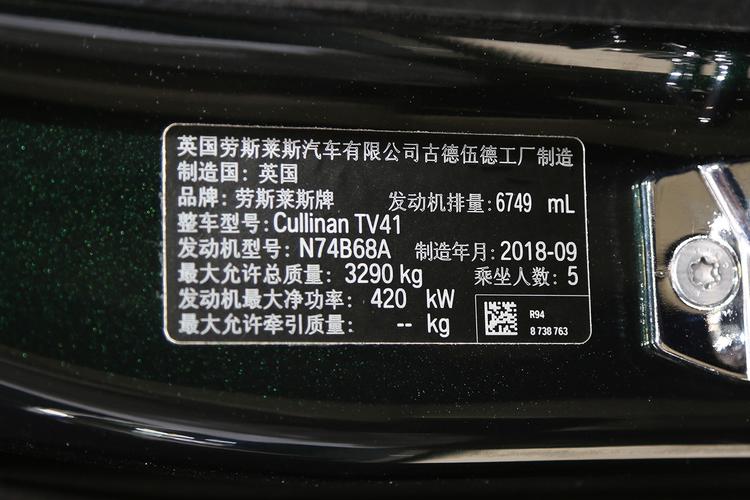 英国劳斯莱斯汽车有限公司古德伍德工厂制造
制造国：英国
品牌：劳斯莱斯牌 发动机排量：6749 mL
整车型号：Cullinan TV41
发动机型号：N74B68A 制造年月：2018-09
最大允许总质量：3290 kg 乘坐人数：5
发动机最大净功率：420 kW
最大允许牵引质量：-- kg
R94
8 738 763